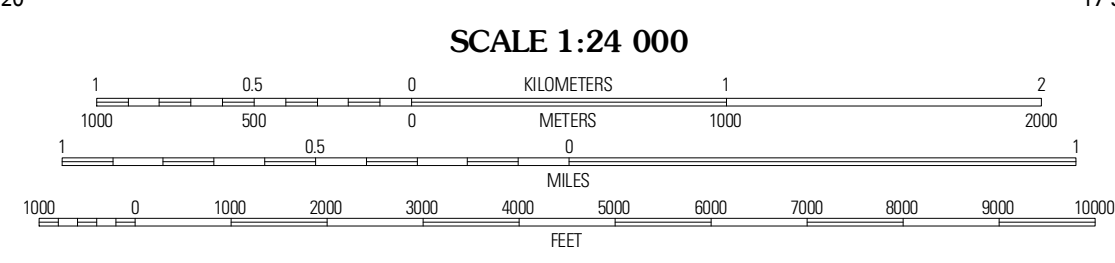 20
SCALE 1:24 000
1 0.5 0 KILOMETERS 1 2
1000 500 0 METERS 1000 2000
1 0.5 0 1
MILES
1000 0 1000 2000 3000 4000 5000 6000 7000 8000 9000 10000
FEET